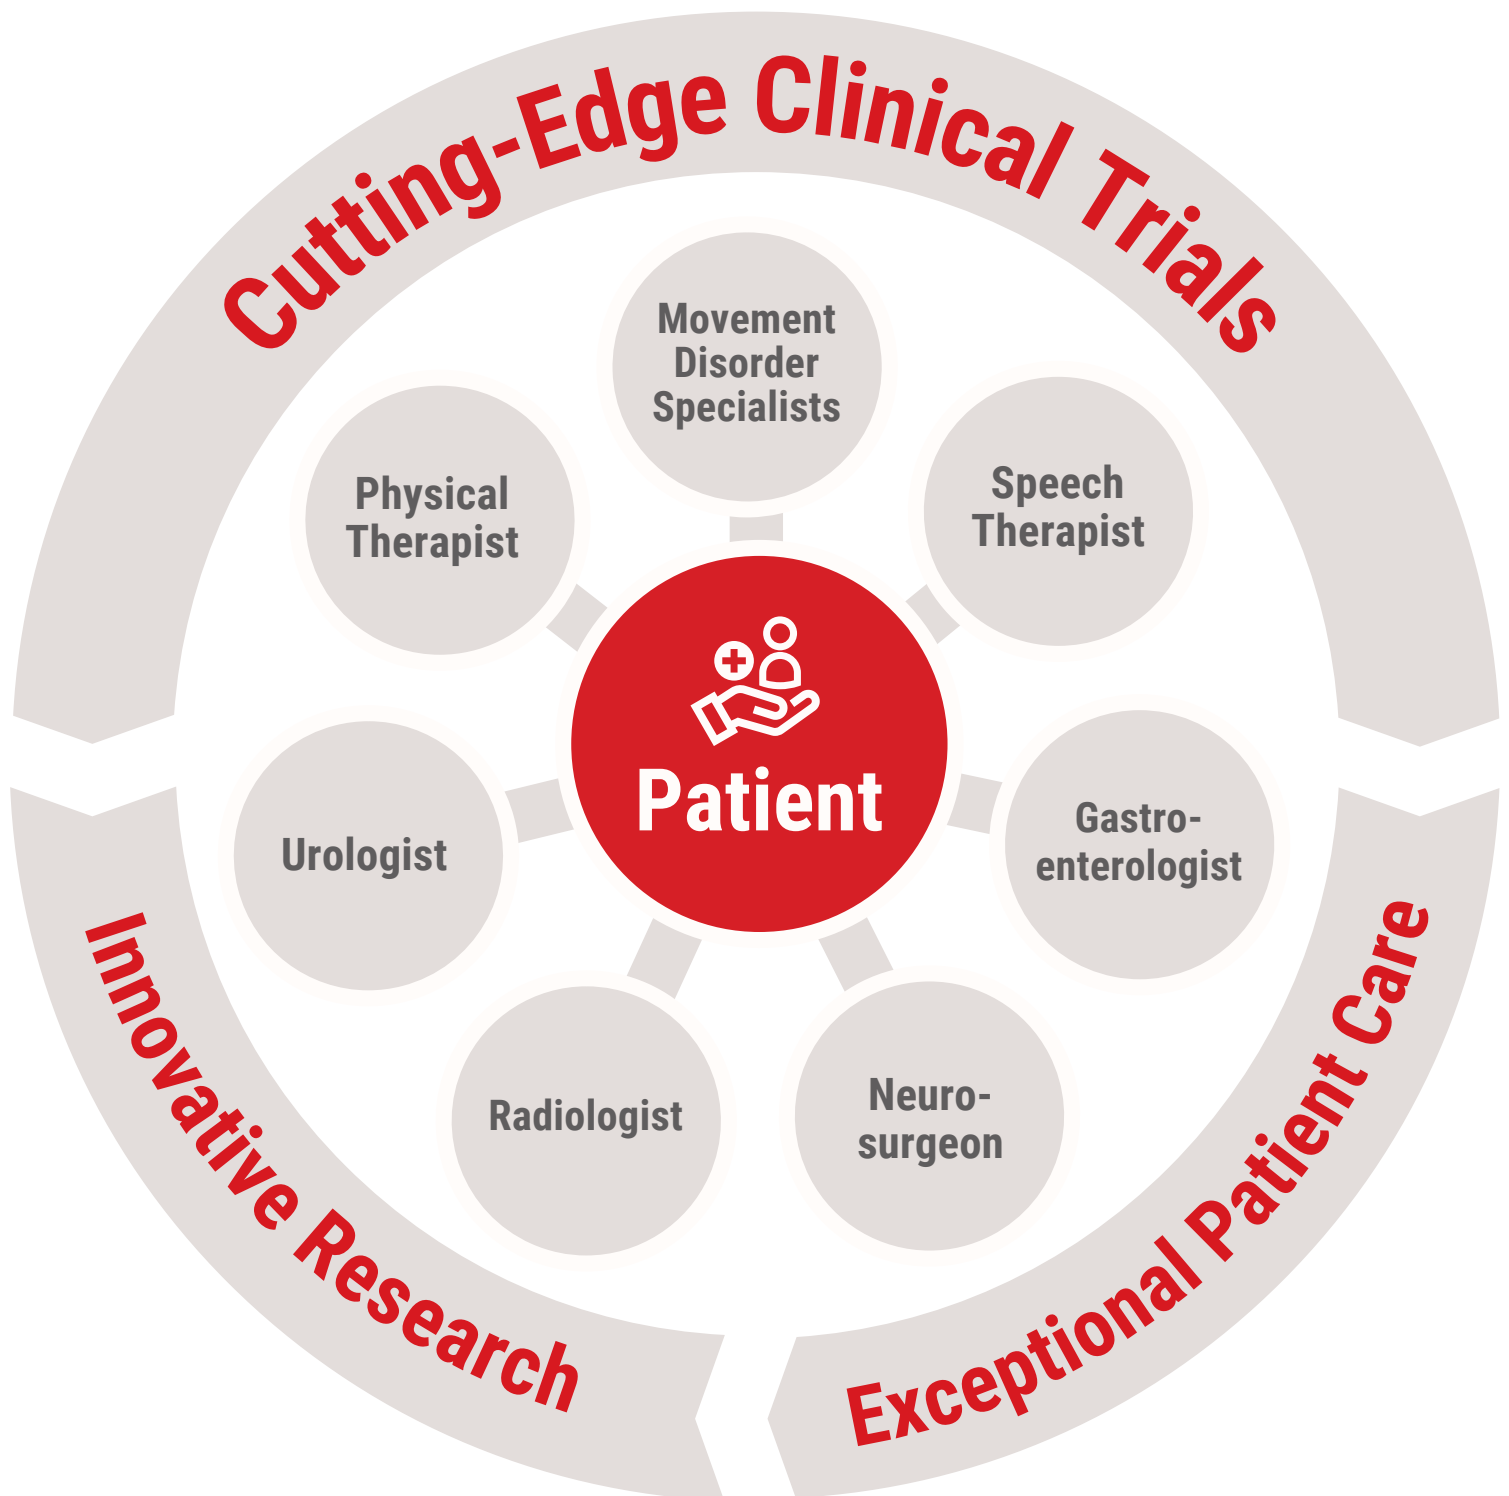 Cutting-Edge Clinical Trials
Movement
Disorder
Specialists
Physical
Therapist
Speech
Therapist
Patient
Urologist
Gastro-
enterologist
Radiologist
Neuro-
surgeon
Innovative Research
Exceptional Patient Care